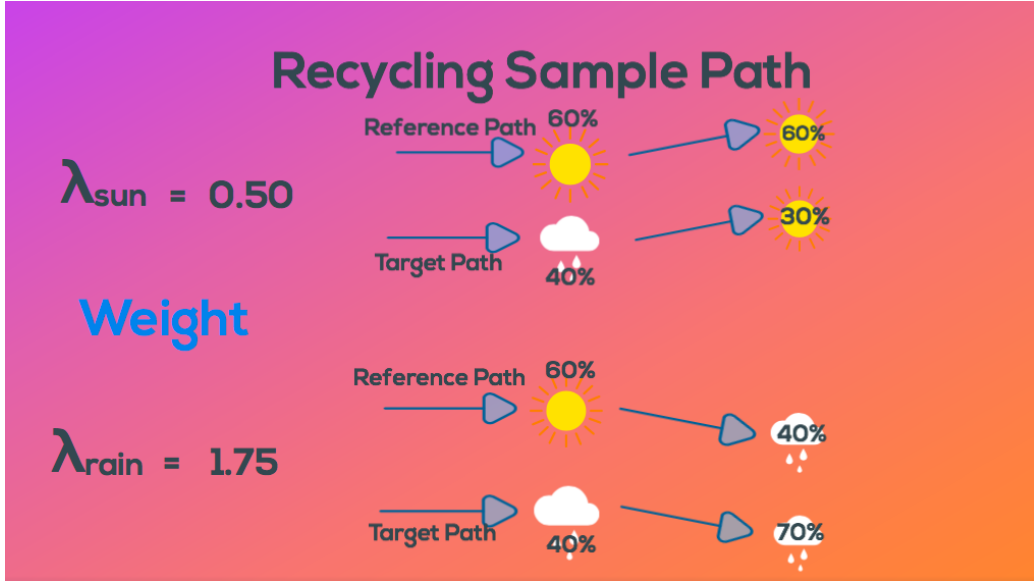 Recycling Sample Path
60%
Reference Path
60%
λsun = 0.50
30%
Target Path
40%
Weight
60%
Reference Path
40%
λrain = 1.75
Target Path
40%
70%